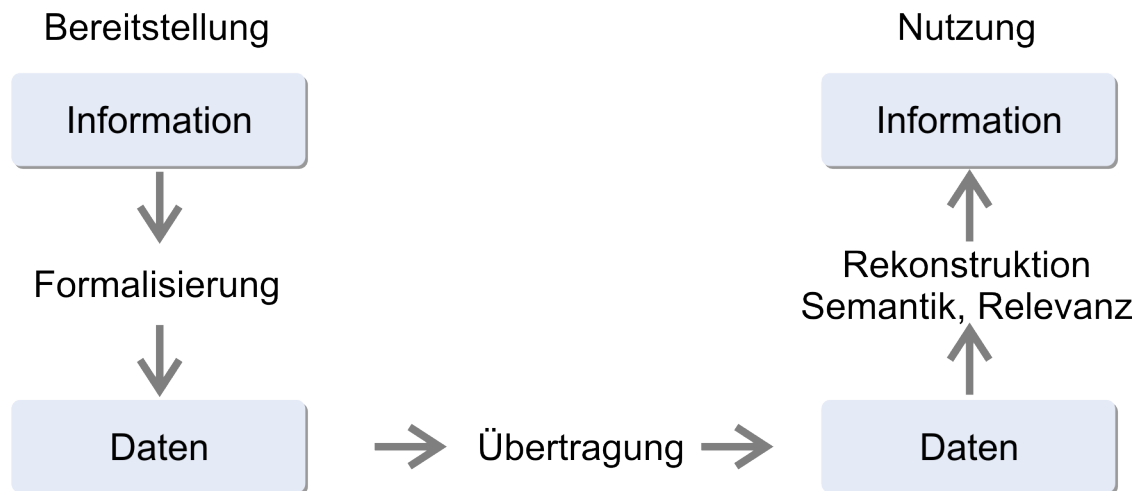 Bereitstellung
Nutzung
Information
Information
Formalisierung
Rekonstruktion
Semantik, Relevanz
Daten
Übertragung
Daten